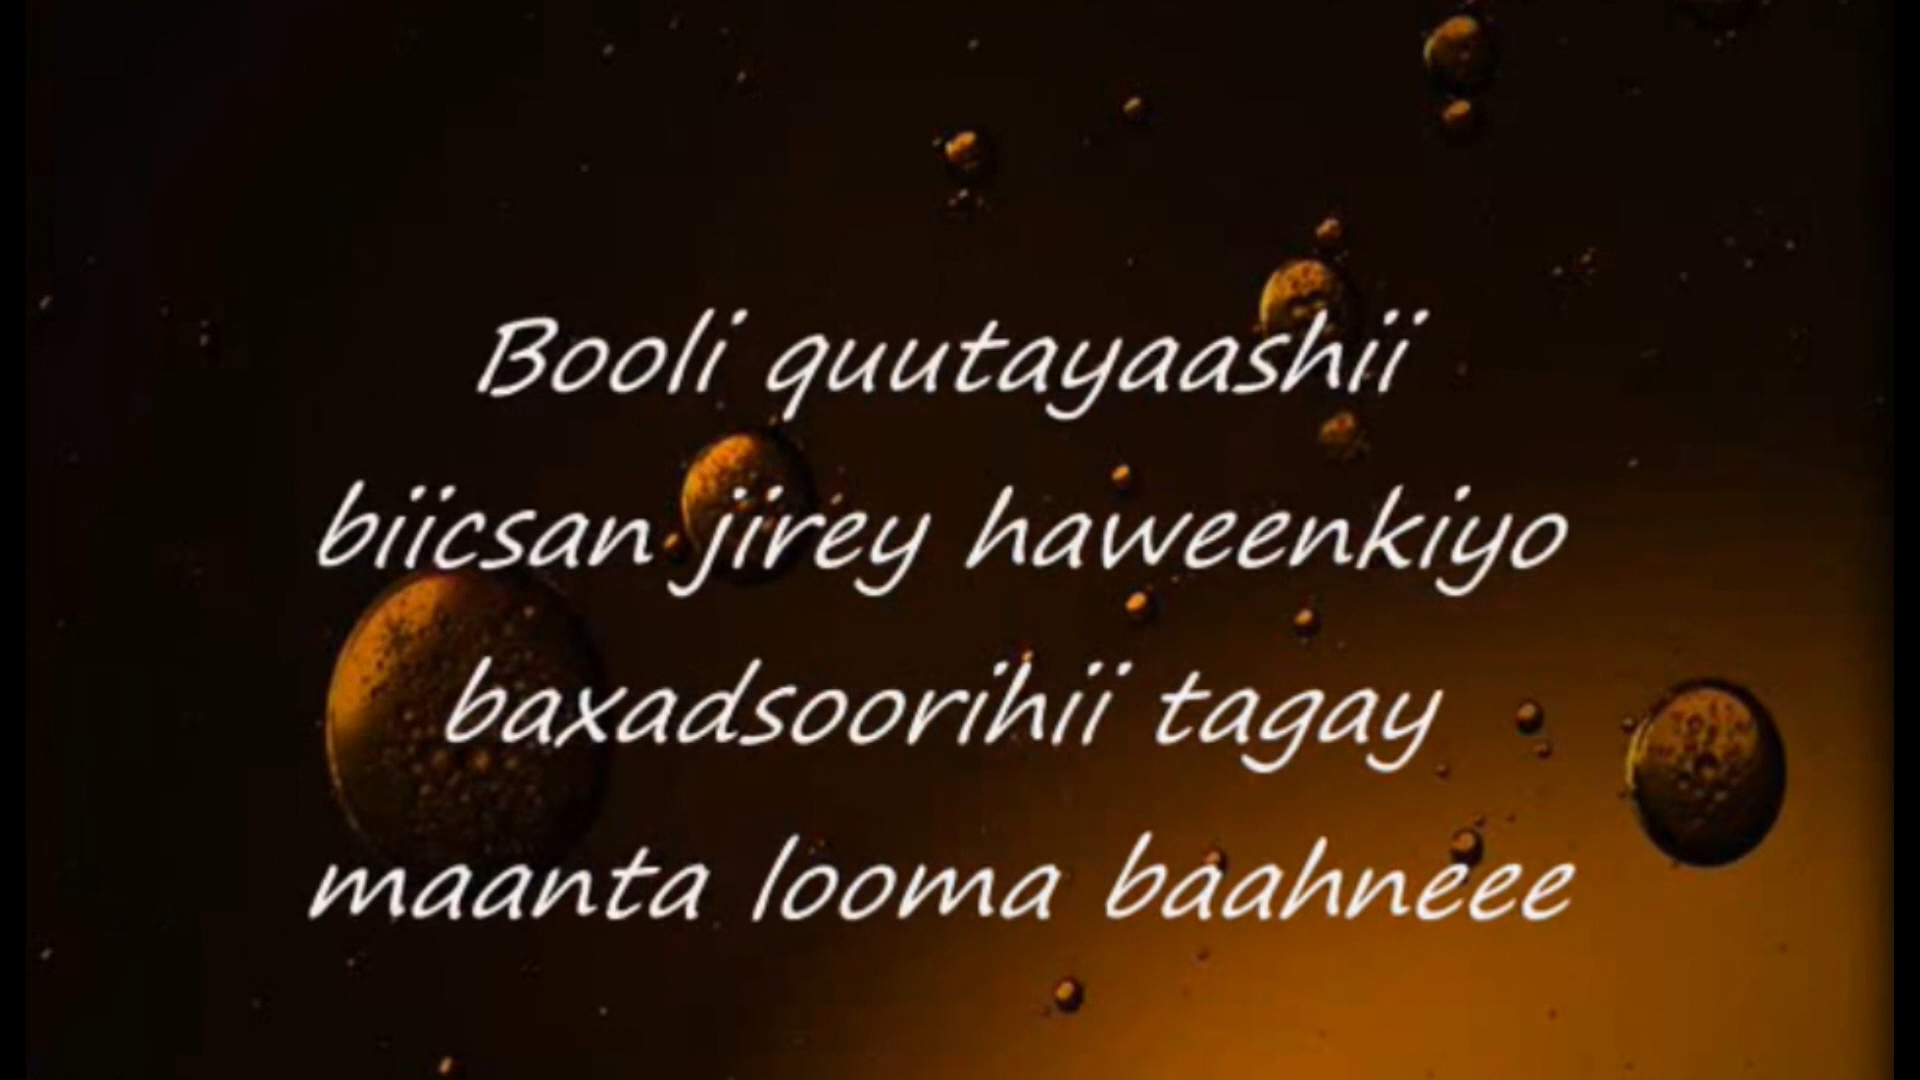 Booli quutayaashii
biicsan jirey haweenkiyo
baxadsoorihii tagay
maanta looma baahneee